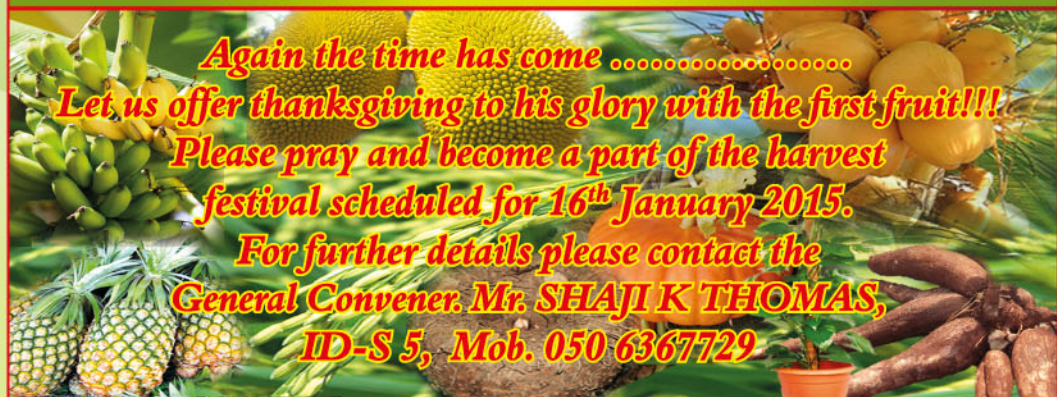 Again the time has come ..................
Let us offer thanksgiving to his glory with the first fruit!!!
Please pray and become a part of the harvest
festival scheduled for 16th January 2015.
For further details please contact the
General Convener. Mr. SHAJI K THOMAS,
ID-S 5, Mob. 050 6367729